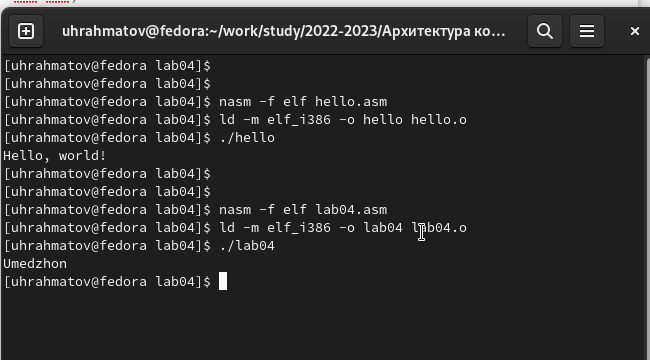 uhrahmatov@fedora:~/work/study/2022-2023/Архитектура ко...
[uhrahmatov@fedora lab04]$
[uhrahmatov@fedora lab04]$
[uhrahmatov@fedora lab04]$ nasm -f elf hello.asm
[uhrahmatov@fedora lab04]$ ld -m elf_i386 -o hello hello.o
[uhrahmatov@fedora lab04]$ ./hello
Hello, world!
[uhrahmatov@fedora lab04]$
[uhrahmatov@fedora lab04]$
[uhrahmatov@fedora lab04]$ nasm -f elf lab04.asm
[uhrahmatov@fedora lab04]$ ld -m elf_i386 -o lab04 lab04.o
[uhrahmatov@fedora lab04]$ ./lab04
Umedzhon
[uhrahmatov@fedora lab04]$